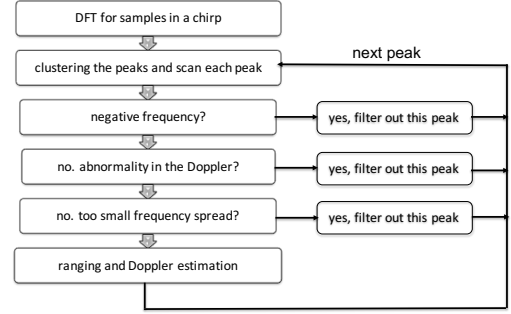 DFT for samples in a chirp
next peak
clustering the peaks and scan each peak
negative frequency?
yes, filter out this peak
no. abnormality in the Doppler?
yes, filter out this peak
no. too small frequency spread?
yes, filter out this peak
ranging and Doppler estimation